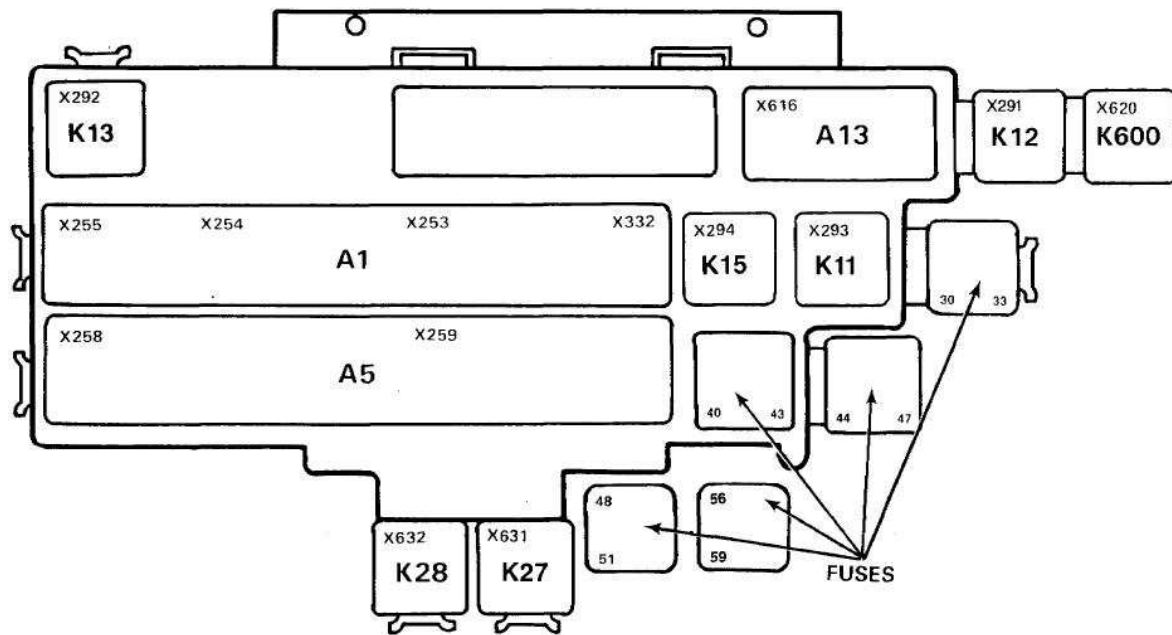 X292
K13
X616
A13
X291
K12
X620
K600
X255 X254 X253 X332
A1
X294
K15
X293
K11
30 33
X258 X259
A5
40 43
44 47
48
51
56
59
X632
K28
X631
K27
FUSES